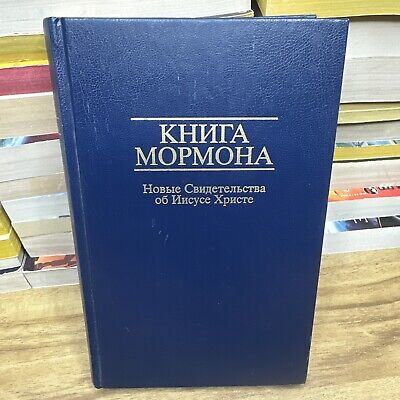 КНИГА
МОРМОНА
Новые Свидетельства
об Иисусе Христе